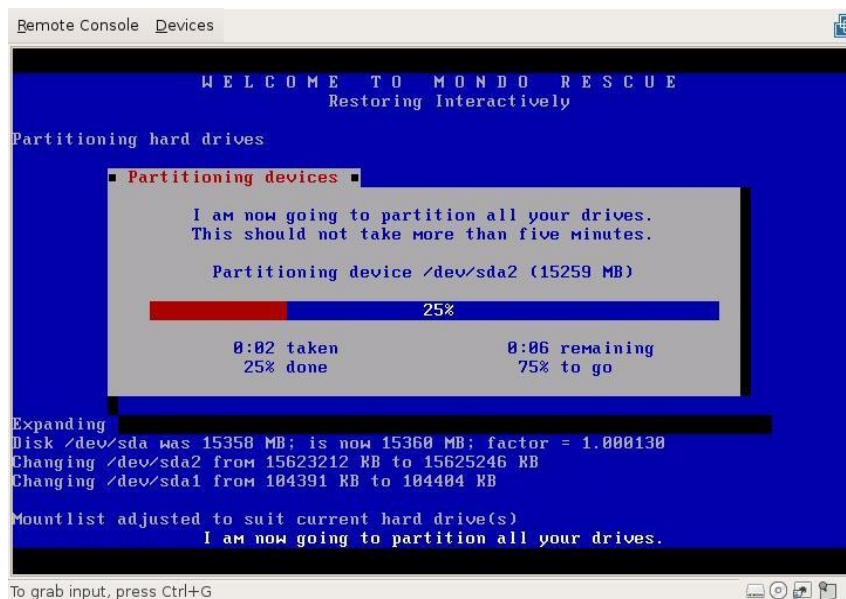 Remote Console Devices
WELCOME TO MONDO RESCUE
Restoring Interactively
Partitioning hard drives
Partitioning devices
I am now going to partition all your drives.
This should not take more than five minutes.
Partitioning device /dev/sda2 (15259 MB)
25%
0:02 taken 0:06 remaining
25% done 75% to go
Expanding
Disk /dev/sda was 15358 MB; is now 15360 MB; factor = 1.000130
Changing /dev/sda2 from 15623212 KB to 15625246 KB
Changing /dev/sda1 from 104391 KB to 104404 KB
Mountlist adjusted to suit current hard drive(s)
I am now going to partition all your drives.
To grab input, press Ctrl+G